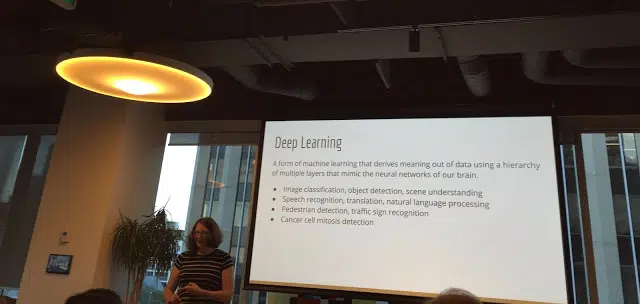 Deep Learning
A form of machine learning that derives meaning out of data using a hierarchy
of multiple layers that mimic the neural networks of our brain.
● Image classification, object detection, scene understanding
● Speech recognition, translation, natural language processing
● Pedestrian detection, traffic sign recognition
● Cancer cell mitosis detection